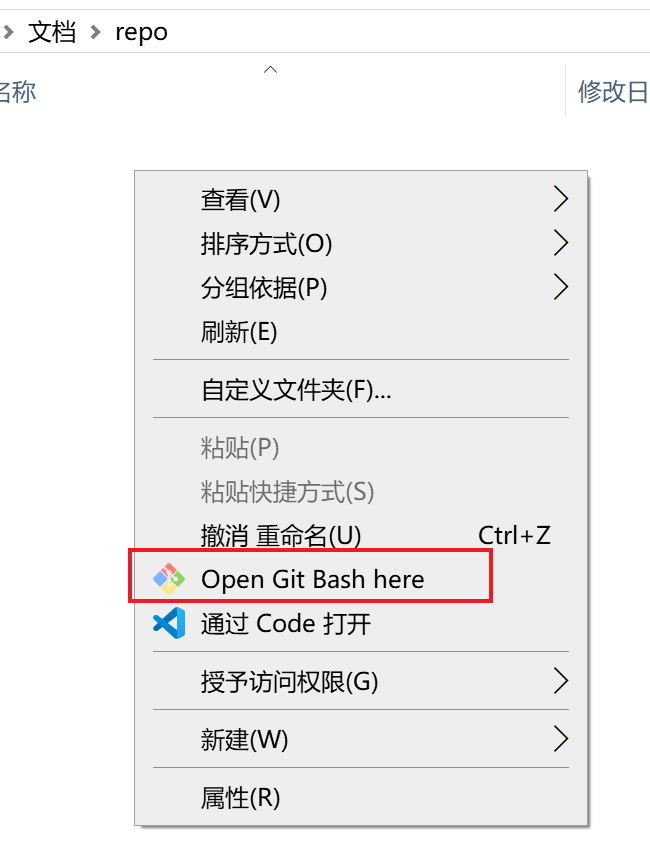 文档 repo
名称 修改日
查看(V)
排序方式(O)
分组依据(P)
刷新(E)
自定义文件夹(F)...
粘贴(P)
粘贴快捷方式(S)
撤消 重命名(U) Ctrl+Z
Open Git Bash here
通过 Code 打开
授予访问权限(G)
新建(W)
属性(R)